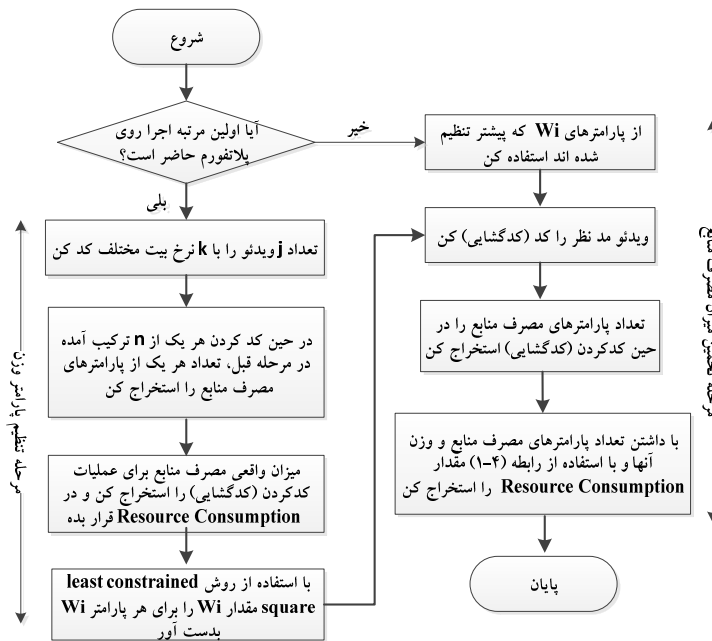 شروع
آیا اولین مرتبه اجرا روی
پلاتفورم حاضر است؟
خیر
بلی
تعداد j ویدئو را با k نرخ بیت مختلف کد کن
در حین کد کردن هر یک از n ترکیب آمده
در مرحله قبل، تعداد هر یک از پارامترهای
مصرف منابع را استخراج کن
میزان واقعی مصرف منابع برای عملیات
کدکردن (کدگشایی) را استخراج کن و در
Resource Consumption قرار بده
با استفاده از روش least constrained
square مقدار Wi را برای هر پارامتر Wi
بدست آور
مرحله تنظیم پارامتر وزن
از پارامترهای Wi که پیشتر تنظیم
شده اند استفاده کن
ویدئو مد نظر را کد (کدگشایی) کن
تعداد پارامترهای مصرف منابع را در
حین کدکردن (کدگشایی) استخراج کن
با داشتن تعداد پارامترهای مصرف منابع و وزن
آنها و با استفاده از رابطه (۴-۱) مقدار
Resource Consumption را استخراج کن
پایان
مرحله تخمین میزان مصرف منابع